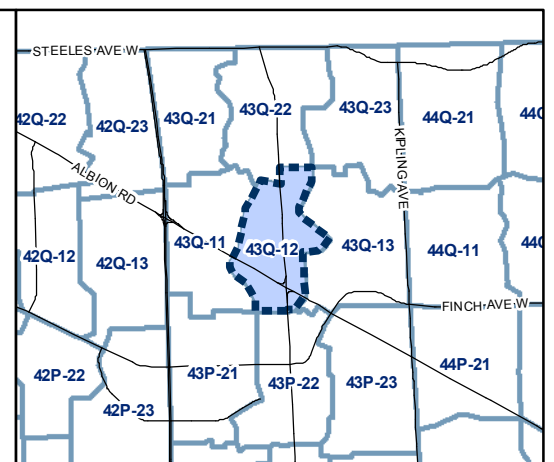 STEELES AVE W
42Q-22
42Q-23
43Q-21
43Q-22
43Q-23
44Q-21
44Q
KIPLING AVE
ALBION RD
42Q-12
42Q-13
43Q-11
43Q-12
43Q-13
44Q-11
44Q
FINCH AVE W
42P-22
42P-23
43P-21
43P-22
43P-23
44P-21